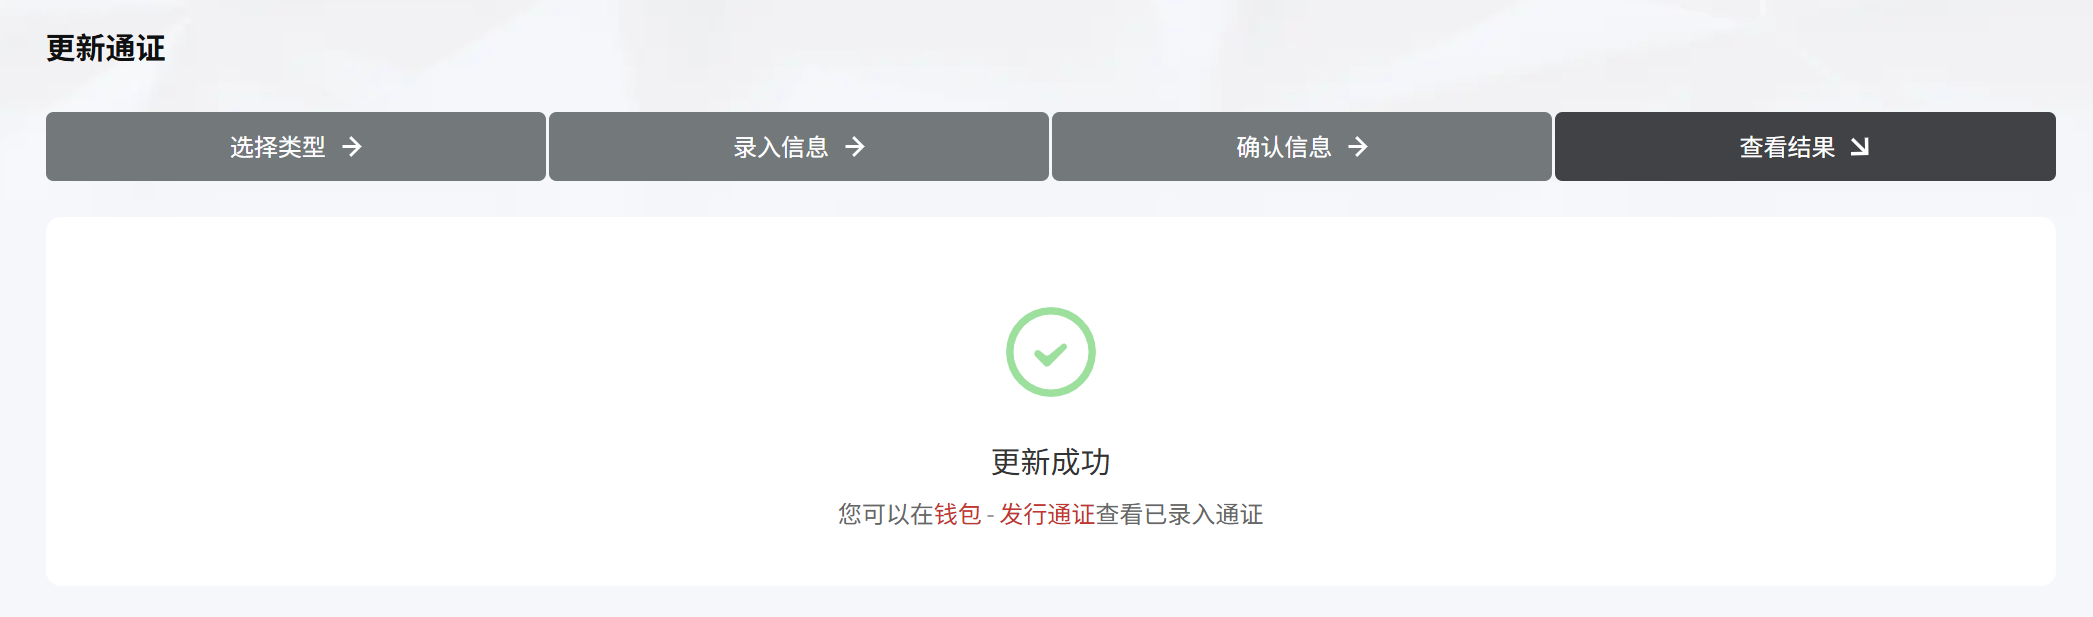 更新通证
选择类型
录入信息
确认信息
查看结果
更新成功
您可以在钱包 - 发行通证查看已录入通证